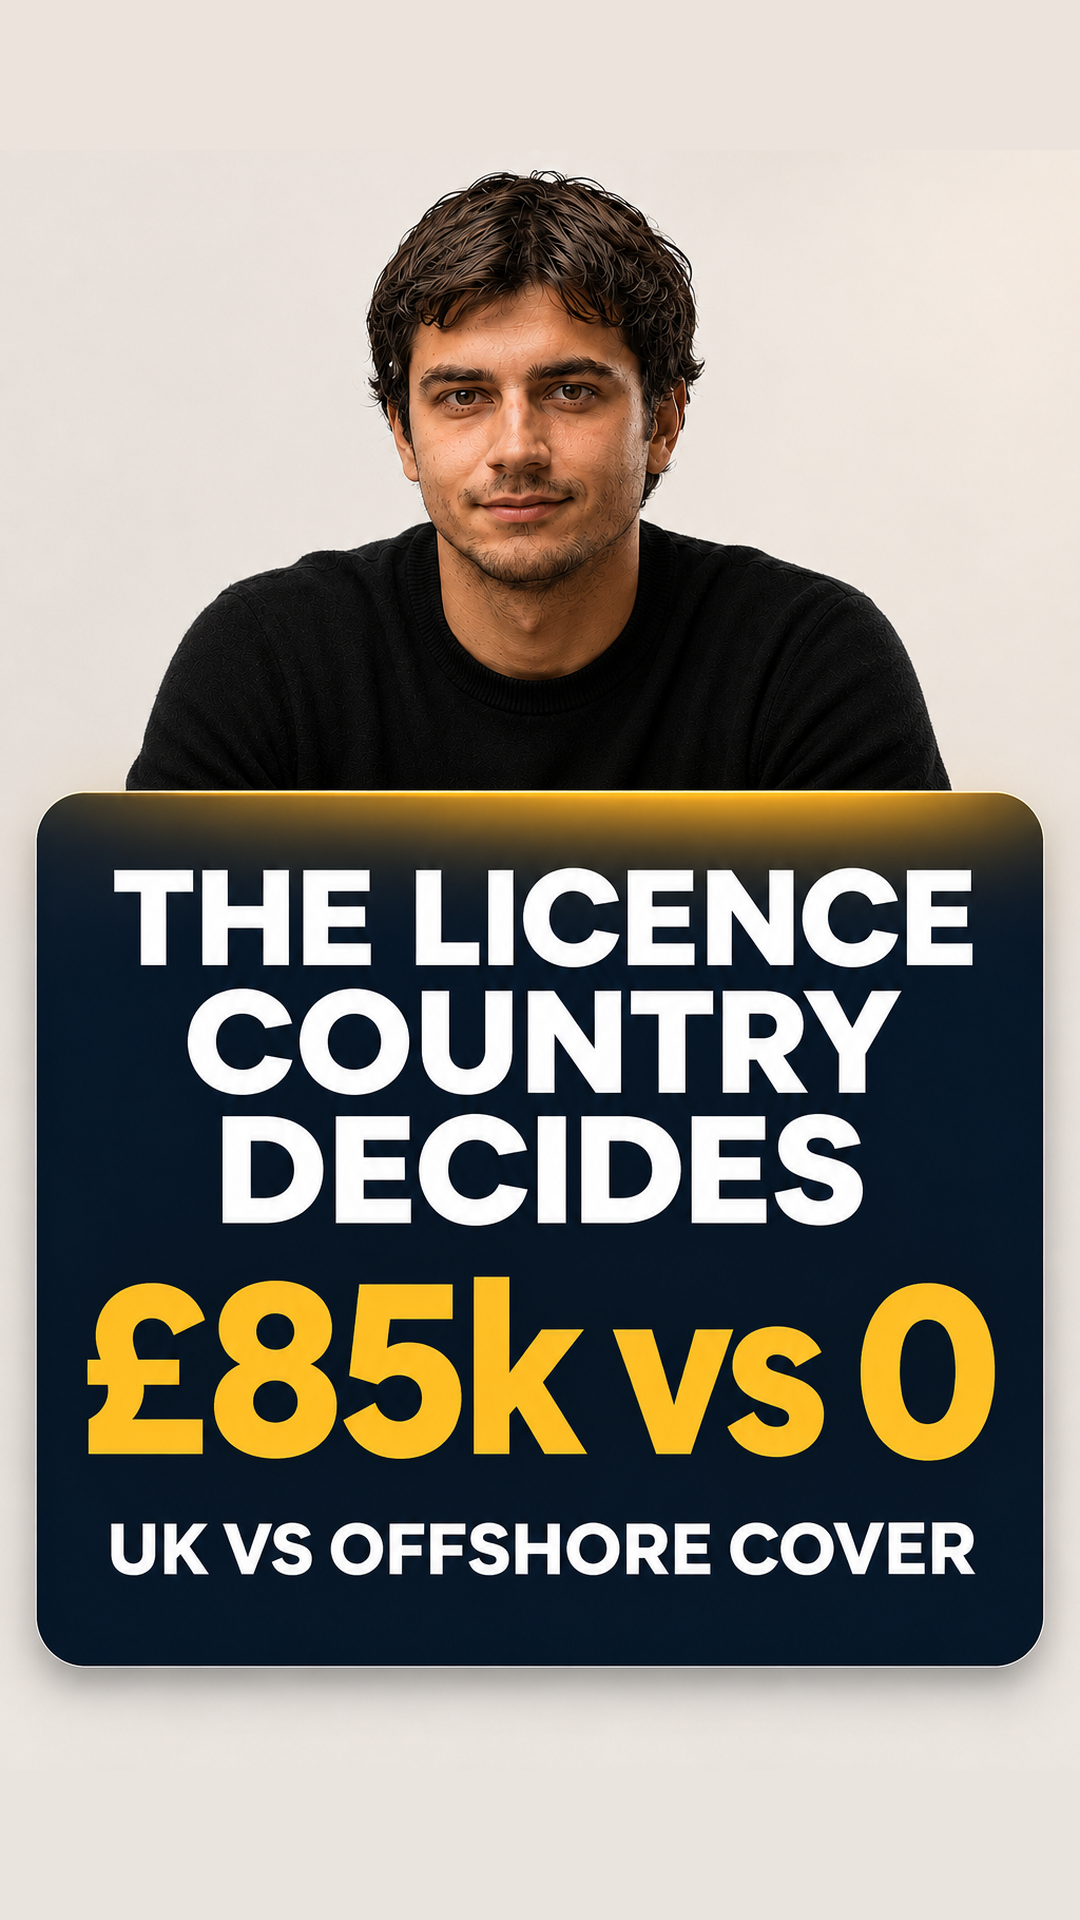 THE LICENCE
COUNTRY
DECIDES
£85k vs 0
UK VS OFFSHORE COVER